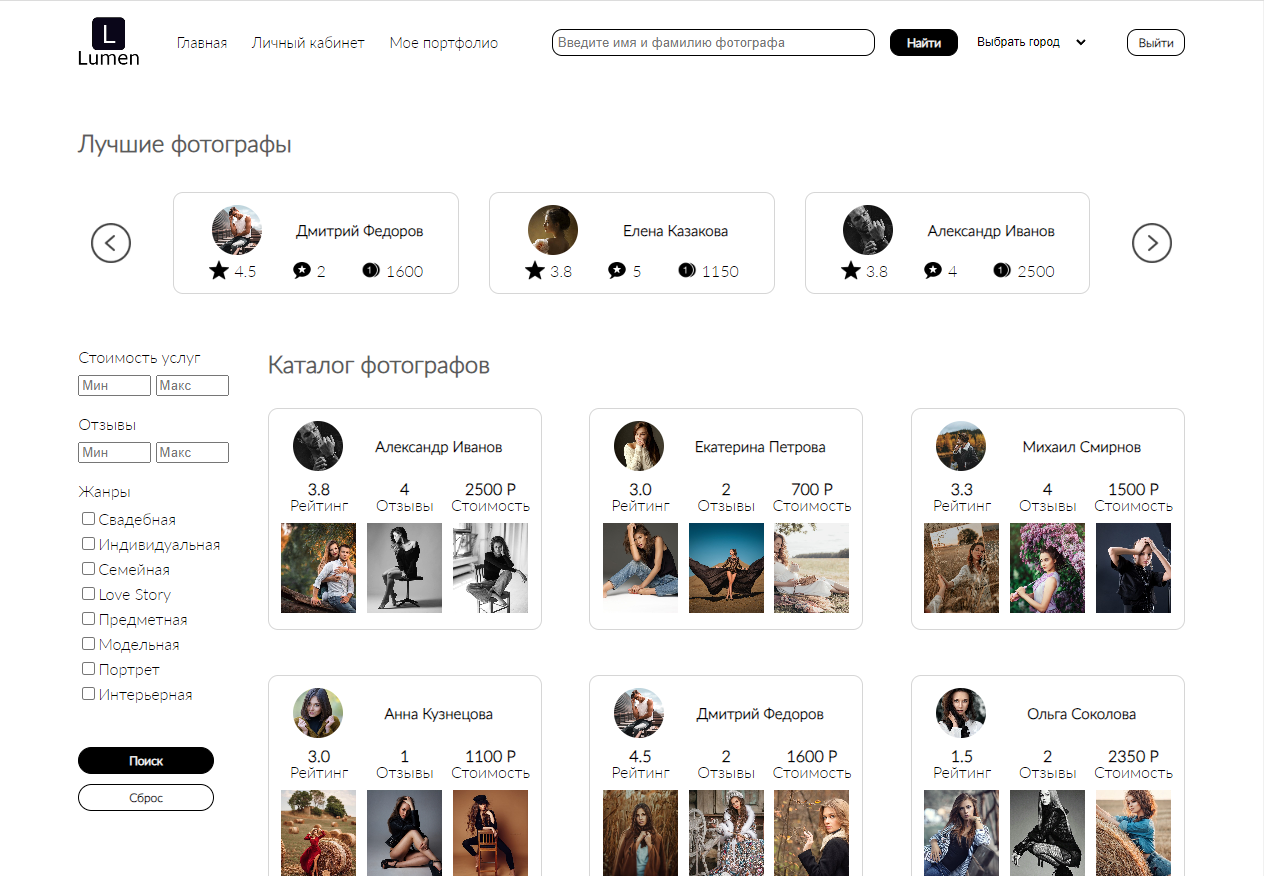 L
Lumen
Главная Личный кабинет Мое портфолио Введите имя и фамилию фотографа Найти Выбрать город Выйти
Лучшие фотографы
Дмитрий Федоров
4.5 2 1 1600
Елена Казакова
3.8 5 1 1150
Александр Иванов
3.8 4 1 2500
Стоимость услуг
Мин Макс
Отзывы
Мин Макс
Жанры
Свадебная
Индивидуальная
Семейная
Love Story
Предметная
Модельная
Портрет
Интерьерная
Поиск
Сброс
Каталог фотографов
Александр Иванов
3.8 4 2500 Р
Рейтинг Отзывы Стоимость
Екатерина Петрова
3.0 2 700 Р
Рейтинг Отзывы Стоимость
Михаил Смирнов
3.3 4 1500 Р
Рейтинг Отзывы Стоимость
Анна Кузнецова
3.0 1 1100 Р
Рейтинг Отзывы Стоимость
Дмитрий Федоров
4.5 2 1600 Р
Рейтинг Отзывы Стоимость
Ольга Соколова
1.5 2 2350 Р
Рейтинг Отзывы Стоимость